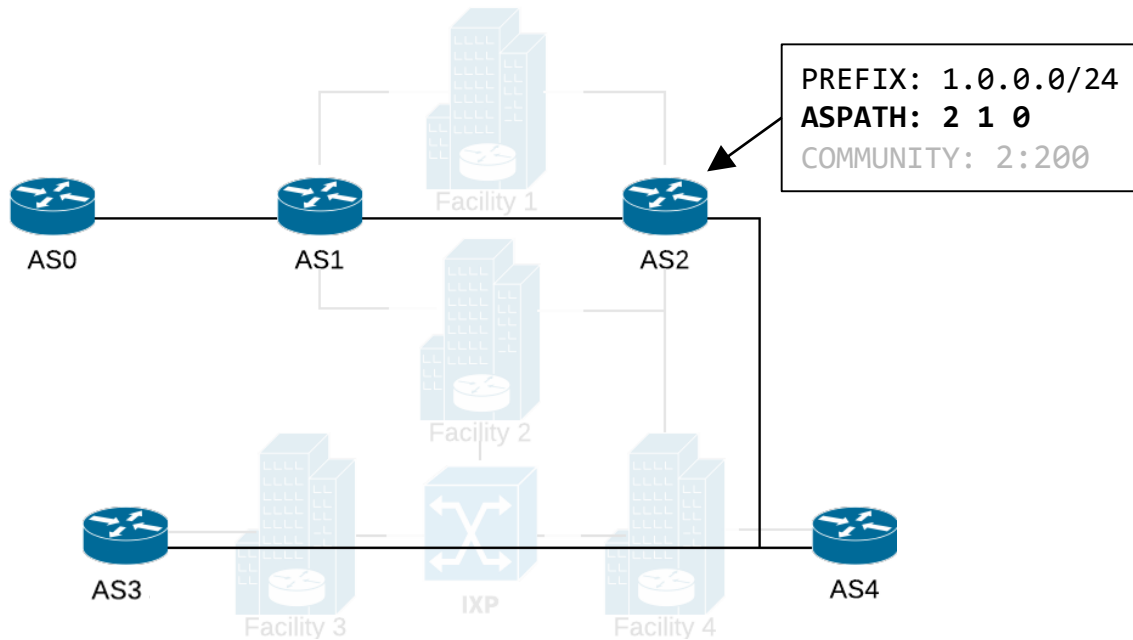 PREFIX: 1.0.0.0/24
ASPATH: 2 1 0
COMMUNITY: 2:200
Facility 1
AS0
AS1
AS2
Facility 2
AS3
IXP
AS4
Facility 3
Facility 4